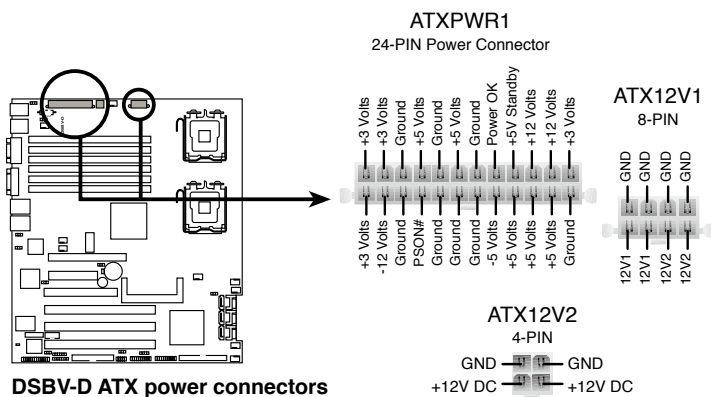 ATXPWR1
24-PIN Power Connector
+3 Volts
+3 Volts
Ground
+5 Volts
Ground
+5 Volts
Ground
Power OK
+5V Standby
+12 Volts
+12 Volts
+3 Volts
+3 Volts
-12 Volts
Ground
PSON#
Ground
Ground
Ground
-5 Volts
+5 Volts
+5 Volts
+5 Volts
Ground
ATX12V1
8-PIN
GND
GND
GND
GND
12V1
12V1
12V2
12V2
ATX12V2
4-PIN
GND
GND
+12V DC
+12V DC
DSBV-D ATX power connectors